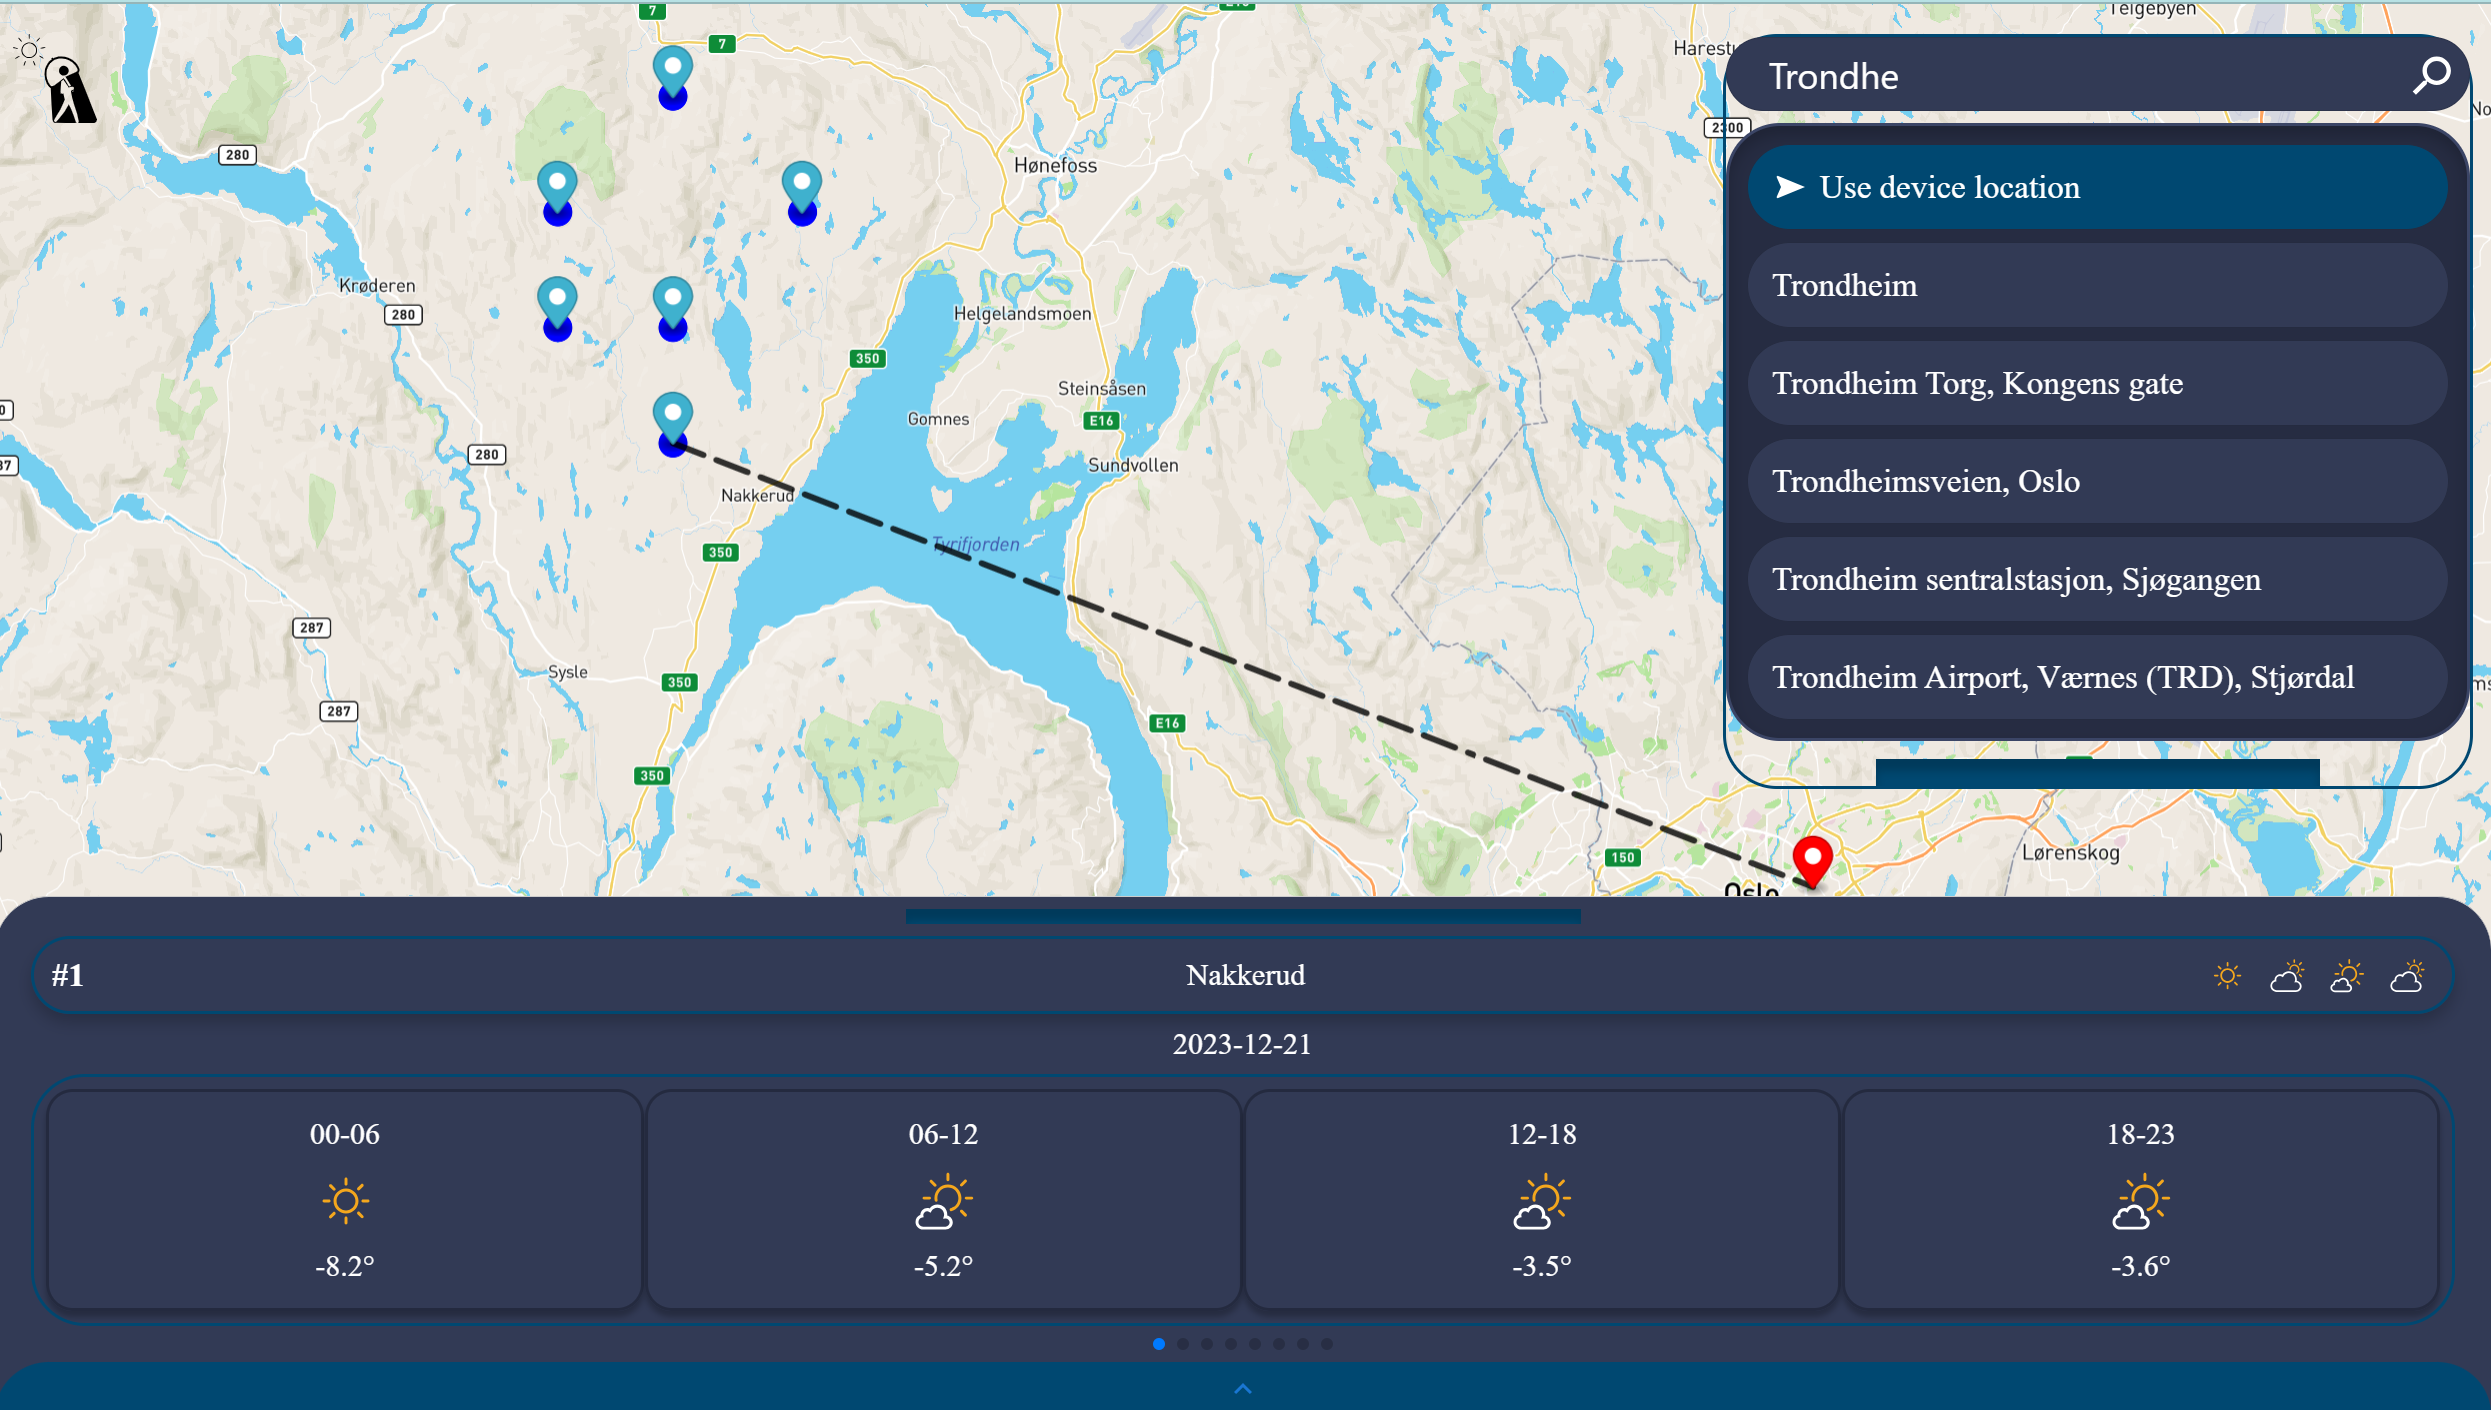 7
7
Harest
Teigebyen
Trondhe
2300
280
Hønefoss
Use device location
Krøderen
280
Trondheim
Helgelandsmoen
350
Trondheim Torg, Kongens gate
Steinsåsen
Gomnes
E16
280
Sundvollen
Trondheimsveien, Oslo
Nakkerud
Tyrifjorden
350
Trondheim sentralstasjon, Sjøgangen
287
Sysle
350
Trondheim Airport, Værnes (TRD), Stjørdal
287
E16
350
150
Lørenskog
Oslo
#1
Nakkerud
2023-12-21
00-06
06-12
12-18
18-23
-8.2°
-5.2°
-3.5°
-3.6°